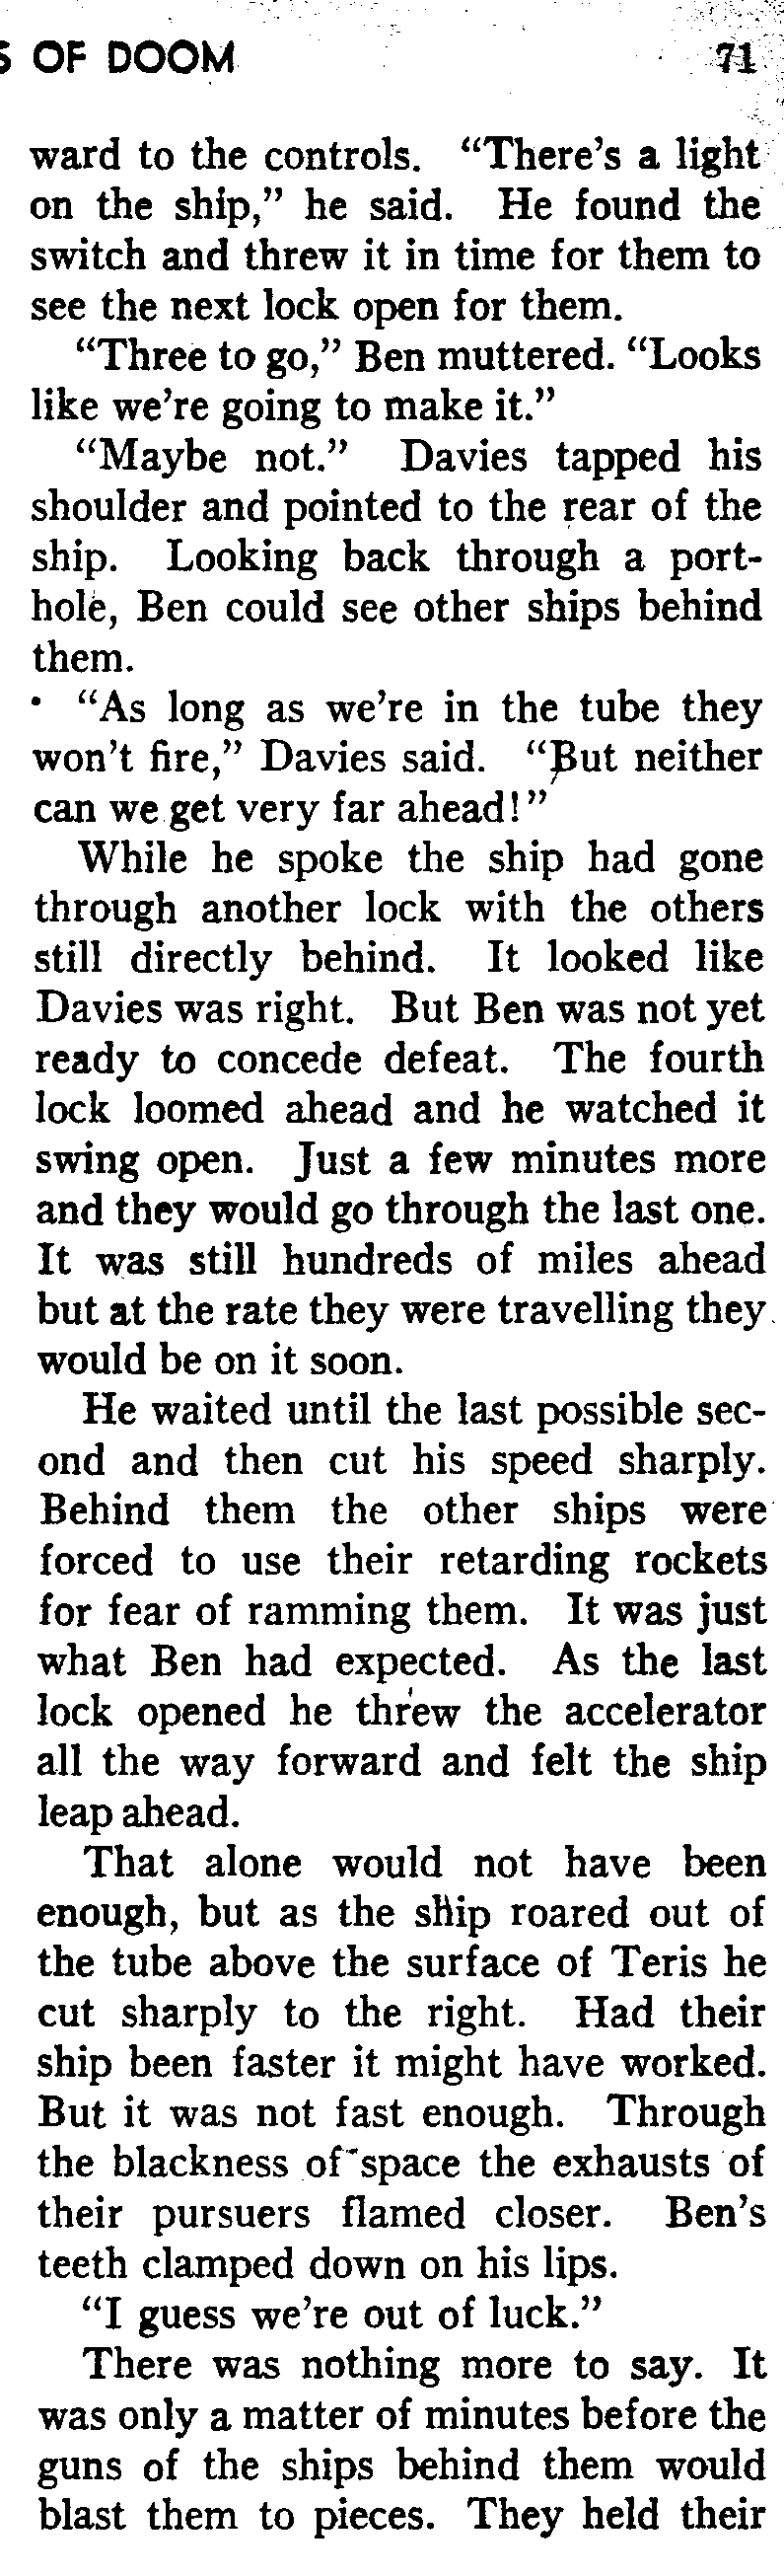 S OF DOOM 71
ward to the controls. “There’s a light
on the ship,” he said. He found the
switch and threw it in time for them to
see the next lock open for them.
“Three to go,” Ben muttered. “Looks
like we’re going to make it.”
“Maybe not.” Davies tapped his
shoulder and pointed to the rear of the
ship. Looking back through a port-
hole, Ben could see other ships behind
them.
“As long as we’re in the tube they
won’t fire,” Davies said. “But neither
can we get very far ahead!”
While he spoke the ship had gone
through another lock with the others
still directly behind. It looked like
Davies was right. But Ben was not yet
ready to concede defeat. The fourth
lock loomed ahead and he watched it
swing open. Just a few minutes more
and they would go through the last one.
It was still hundreds of miles ahead
but at the rate they were travelling they
would be on it soon.
He waited until the last possible sec-
ond and then cut his speed sharply.
Behind them the other ships were
forced to use their retarding rockets
for fear of ramming them. It was just
what Ben had expected. As the last
lock opened he threw the accelerator
all the way forward and felt the ship
leap ahead.
That alone would not have been
enough, but as the ship roared out of
the tube above the surface of Teris he
cut sharply to the right. Had their
ship been faster it might have worked.
But it was not fast enough. Through
the blackness of space the exhausts of
their pursuers flamed closer. Ben’s
teeth clamped down on his lips.
“I guess we’re out of luck.”
There was nothing more to say. It
was only a matter of minutes before the
guns of the ships behind them would
blast them to pieces. They held their